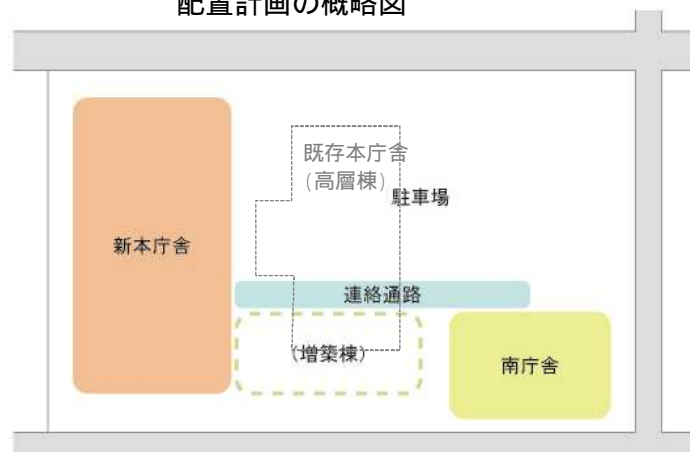 配置計画の概略図
既存本庁舎
(高層棟)
駐車場
新本庁舎
連絡通路
(増築棟)
南庁舎